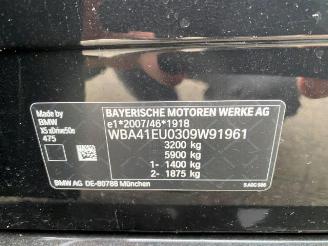 BAYERISCHE MOTOREN WERKE AG
e1*2007/46*1918
Made by
BMW
X5 xDrive50e
475
WBA41EU0309W91961
3200 kg
5900 kg
1- 1400 kg
2- 1875 kg
BMW AG DE-80788 München